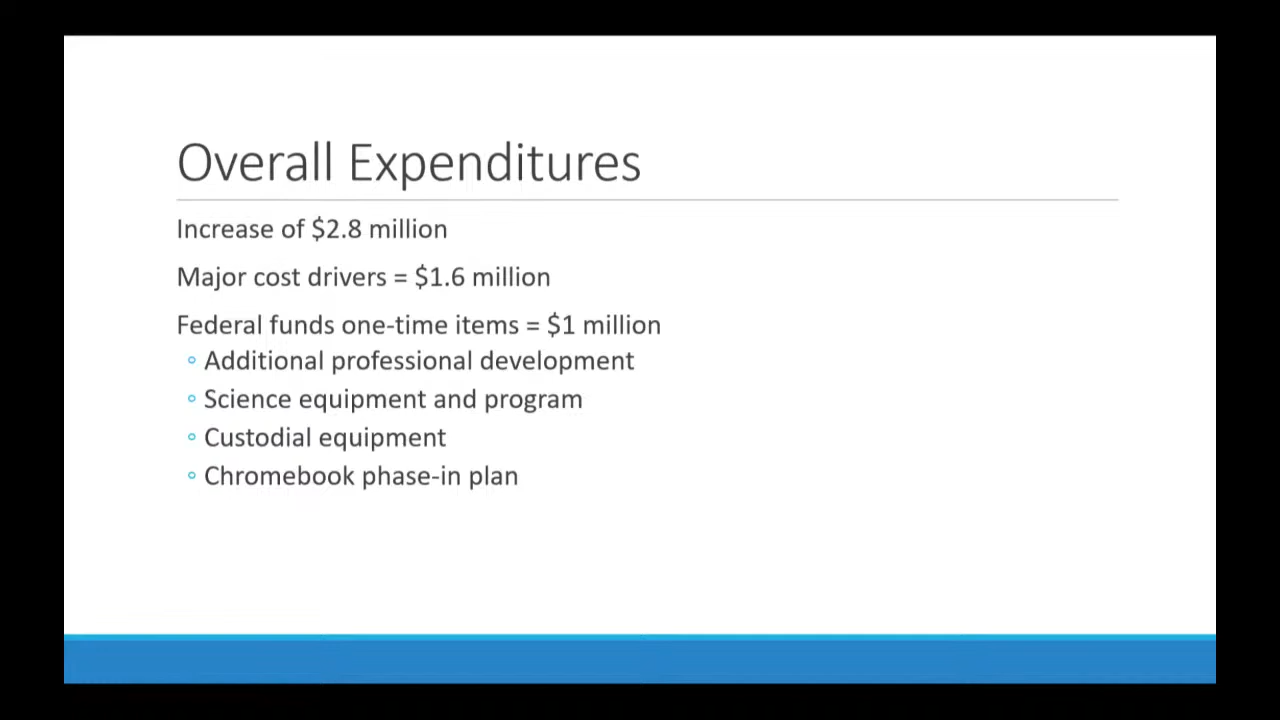 Overall Expenditures
Increase of $2.8 million
Major cost drivers = $1.6 million
Federal funds one-time items = $1 million
Additional professional development
Science equipment and program
Custodial equipment
Chromebook phase-in plan